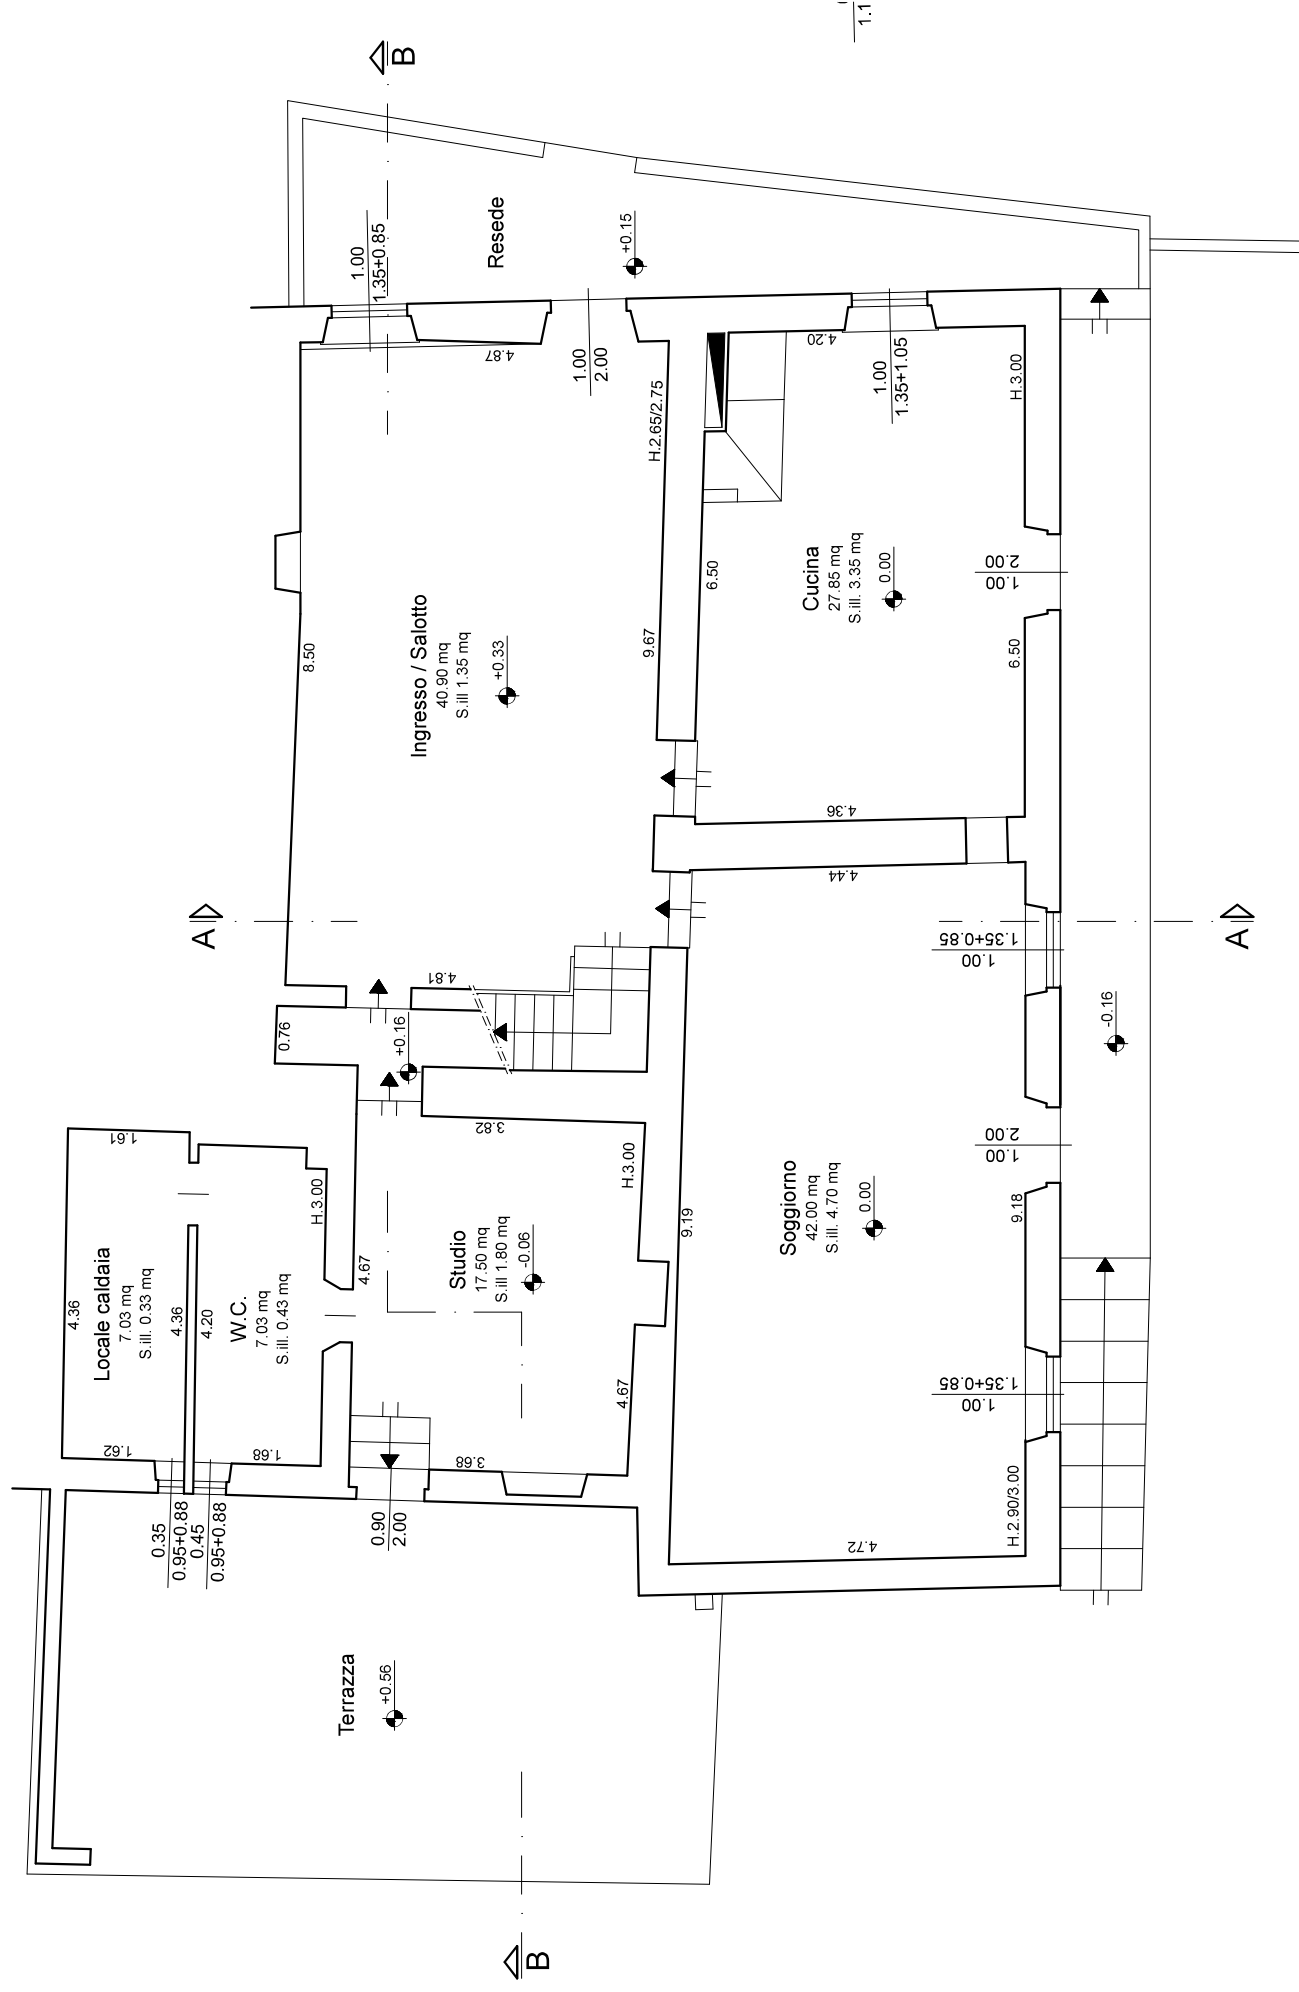 1.1
B
Resede
+0.15
1.00
1.35+0.85
4.87
1.00
2.00
H.2.65/2.75
4.20
1.00
1.35+1.05
H.3.00
8.50
Ingresso / Salotto
40.90 mq
S.ill 1.35 mq
+0.33
9.67
6.50
Cucina
27.85 mq
S.ill. 3.35 mq
0.00
2.00
1.00
6.50
4.36
4.44
A
A
1.35+0.85
1.00
4.81
0.76
+0.16
-0.16
1.61
3.82
H.3.00
H.3.00
2.00
1.00
Locale caldaia
7.03 mq
S.ill. 0.33 mq
4.36
4.36
4.20
W.C.
7.03 mq
S.ill. 0.43 mq
4.67
Studio
17.50 mq
S.ill 1.80 mq
-0.06
9.19
Soggiorno
42.00 mq
S.ill. 4.70 mq
0.00
9.18
4.67
1.35+0.85
1.00
1.62
1.68
3.68
0.35
0.95+0.88
0.45
0.95+0.88
0.90
2.00
4.72
H.2.90/3.00
Terrazza
+0.56
B